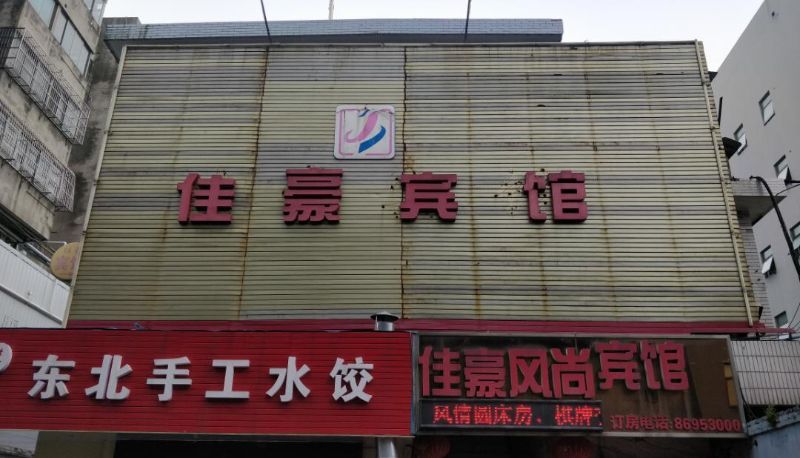 佳豪宾馆
东北手工水饺
佳豪风尚宾馆
风情圆床房、棋牌
订房电话:86953000